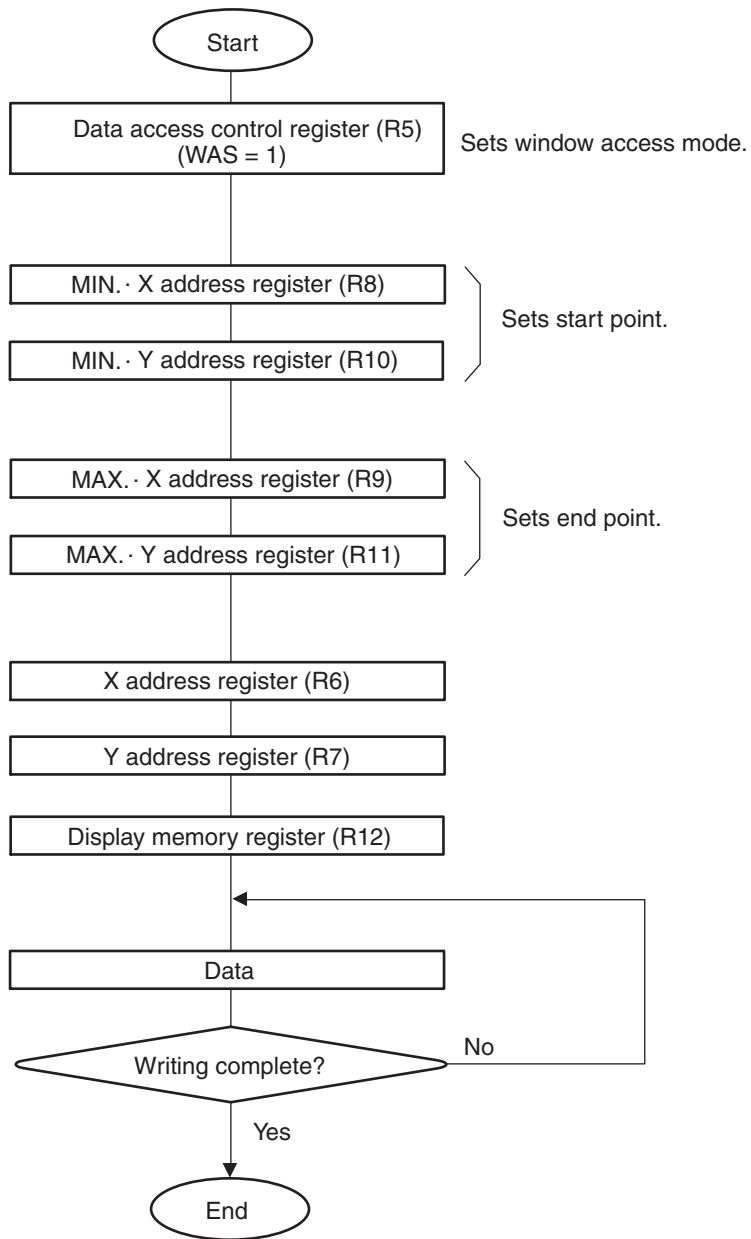 Start
Data access control register (R5)
(WAS = 1)
Sets window access mode.
MIN. · X address register (R8)
Sets start point.
MIN. · Y address register (R10)
MAX. · X address register (R9)
Sets end point.
MAX. · Y address register (R11)
X address register (R6)
Y address register (R7)
Display memory register (R12)
Data
Writing complete?
No
Yes
End